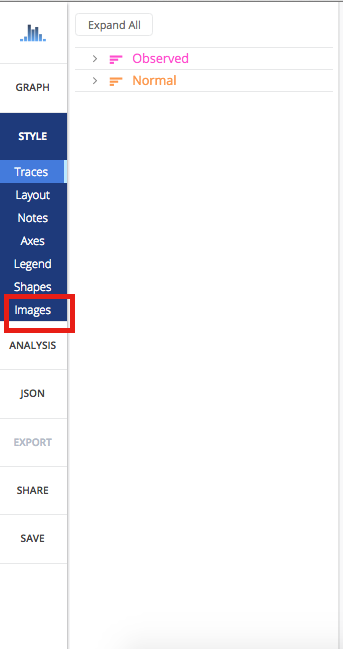 Expand All
Observed
Normal
GRAPH
STYLE
Traces
Layout
Notes
Axes
Legend
Shapes
Images
ANALYSIS
JSON
EXPORT
SHARE
SAVE